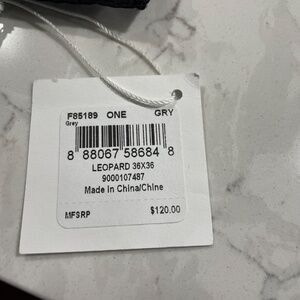 F85189 ONE GRY
Grey
8 88067 58684 8
LEOPARD 36X36
9000107487
Made In China/Chine
MFSRP $120.00